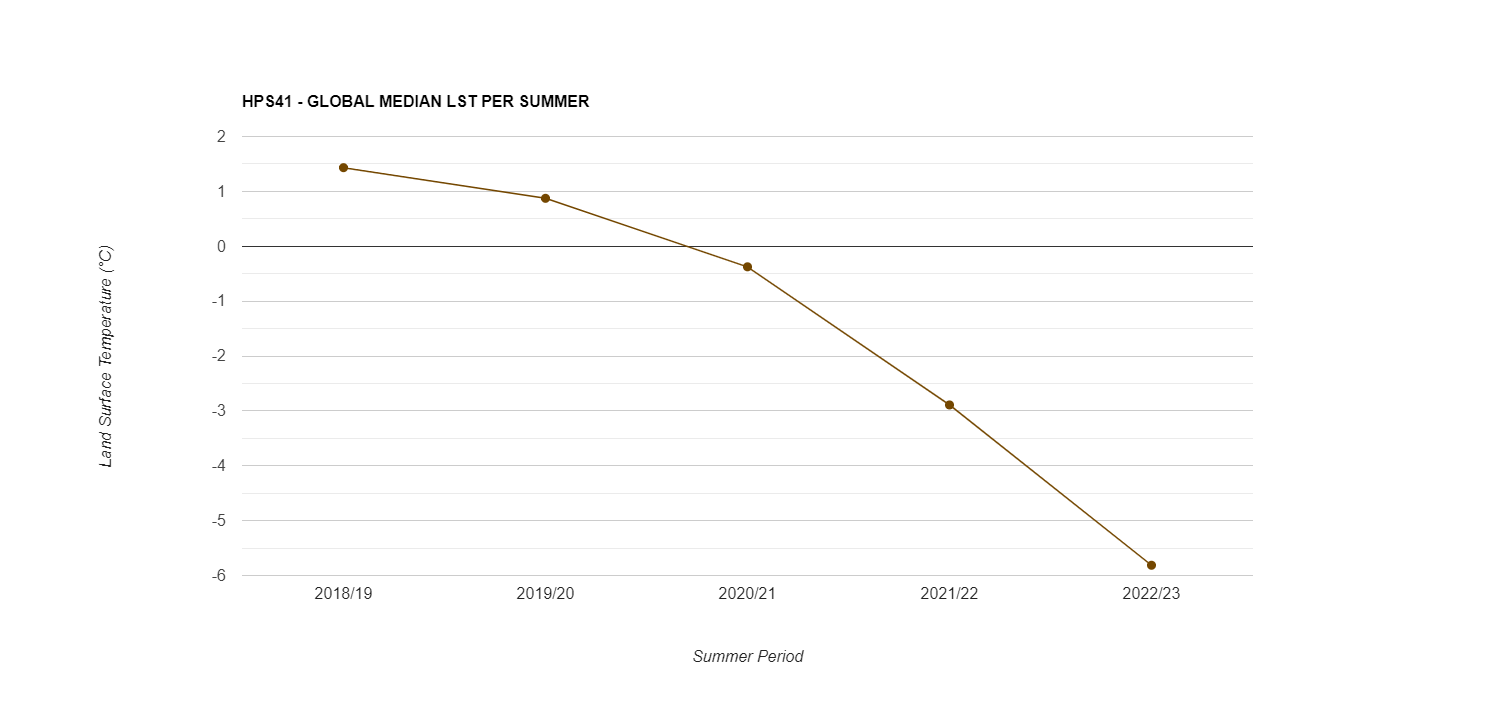 HPS41 - GLOBAL MEDIAN LST PER SUMMER
2
1
0
-1
-2
-3
-4
-5
-6
Land Surface Temperature (°C)
2018/19 2019/20 2020/21 2021/22 2022/23
Summer Period